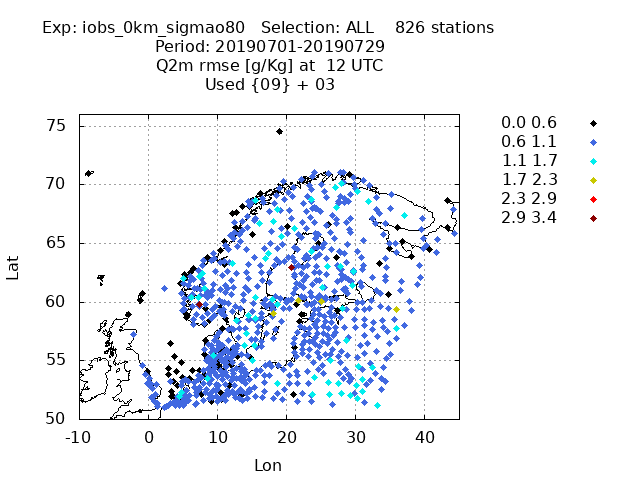 Exp: iobs_0km_sigmao80   Selection: ALL    826 stations
Period: 20190701-20190729
Q2m rmse [g/Kg] at  12 UTC
Used {09} + 03
0.0 0.6
0.6 1.1
1.1 1.7
1.7 2.3
2.3 2.9
2.9 3.4
75
70
65
60
55
50
Lat
-10 0 10 20 30 40
Lon